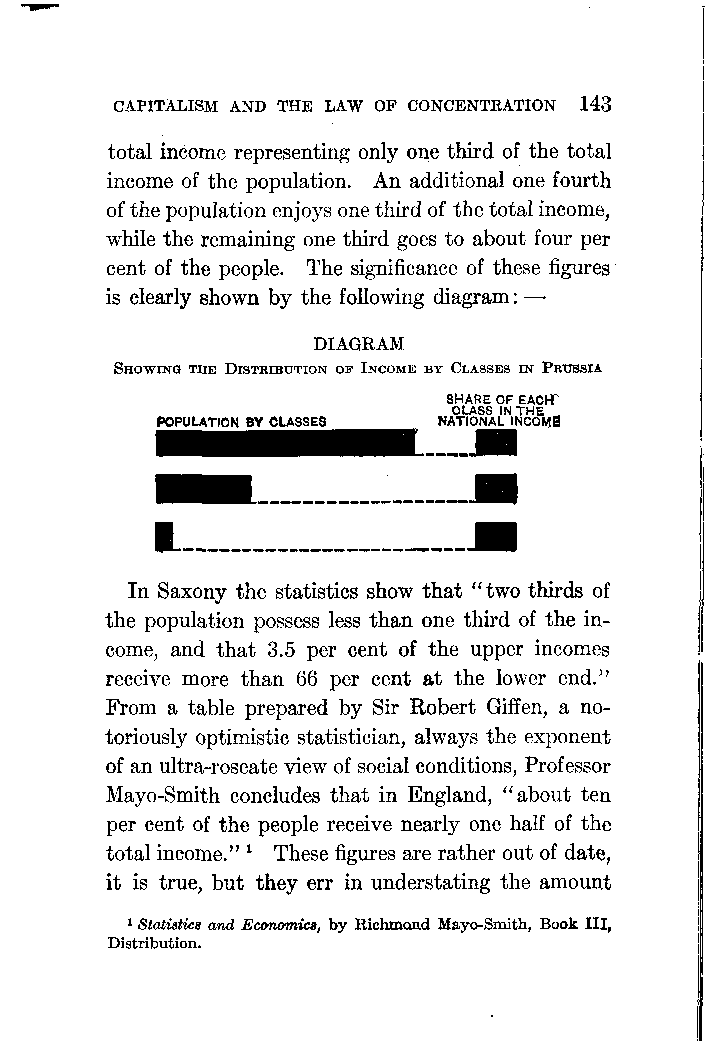 CAPITALISM AND THE LAW OF CONCENTRATION 143
total income representing only one third of the total
income of the population. An additional one fourth
of the population enjoys one third of the total income,
while the remaining one third goes to about four per
cent of the people. The significance of these figures
is clearly shown by the following diagram: —
DIAGRAM
SHOWING THE DISTRIBUTION OF INCOME BY CLASSES IN PRUSSIA
POPULATION BY CLASSES
SHARE OF EACH
CLASS IN THE
NATIONAL INCOME
In Saxony the statistics show that "two thirds of
the population possess less than one third of the in-
come, and that 3.5 per cent of the upper incomes
receive more than 66 per cent at the lower end."
From a table prepared by Sir Robert Giffen, a no-
toriously optimistic statistician, always the exponent
of an ultra-roseate view of social conditions, Professor
Mayo-Smith concludes that in England, "about ten
per cent of the people receive nearly one half of the
total income." ¹ These figures are rather out of date,
it is true, but they err in understating the amount
¹ Statistics and Economics, by Richmond Mayo-Smith, Book III,
Distribution.